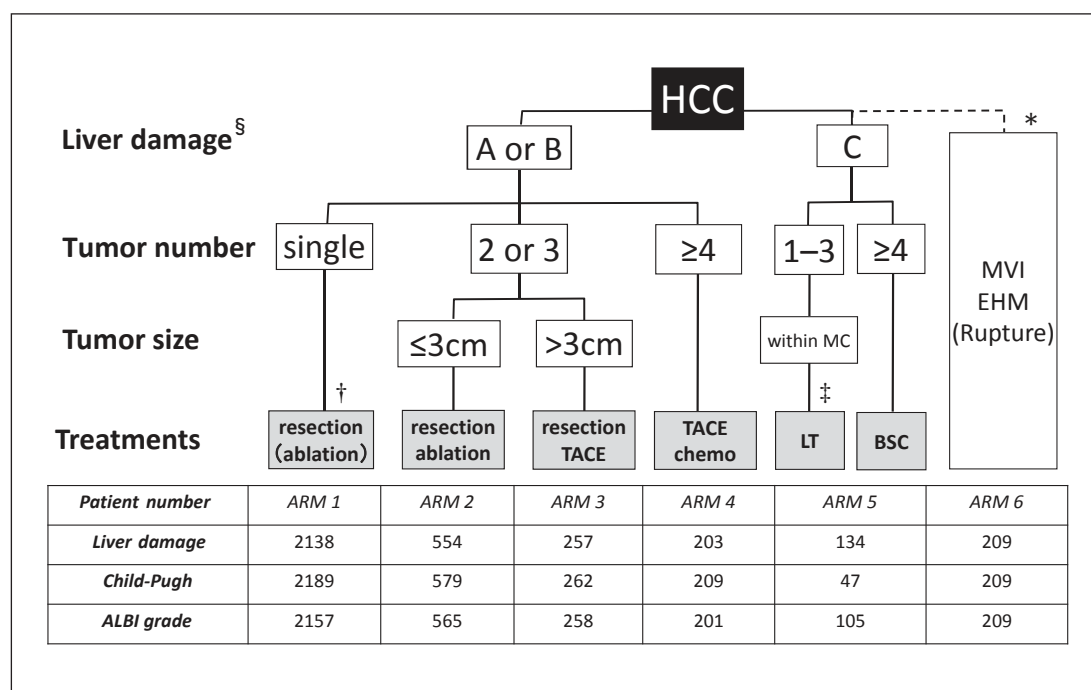 HCC
*
Liver damage§
A or B
C
Tumor number
single
2 or 3
≥4
1–3
≥4
MVI
EHM
(Rupture)
Tumor size
≤3cm
>3cm
within MC
†
‡
Treatments
resection
(ablation)
resection
ablation
resection
TACE
TACE
chemo
LT
BSC
Patient number ARM 1 ARM 2 ARM 3 ARM 4 ARM 5 ARM 6
Liver damage 2138 554 257 203 134 209
Child-Pugh 2189 579 262 209 47 209
ALBI grade 2157 565 258 201 105 209